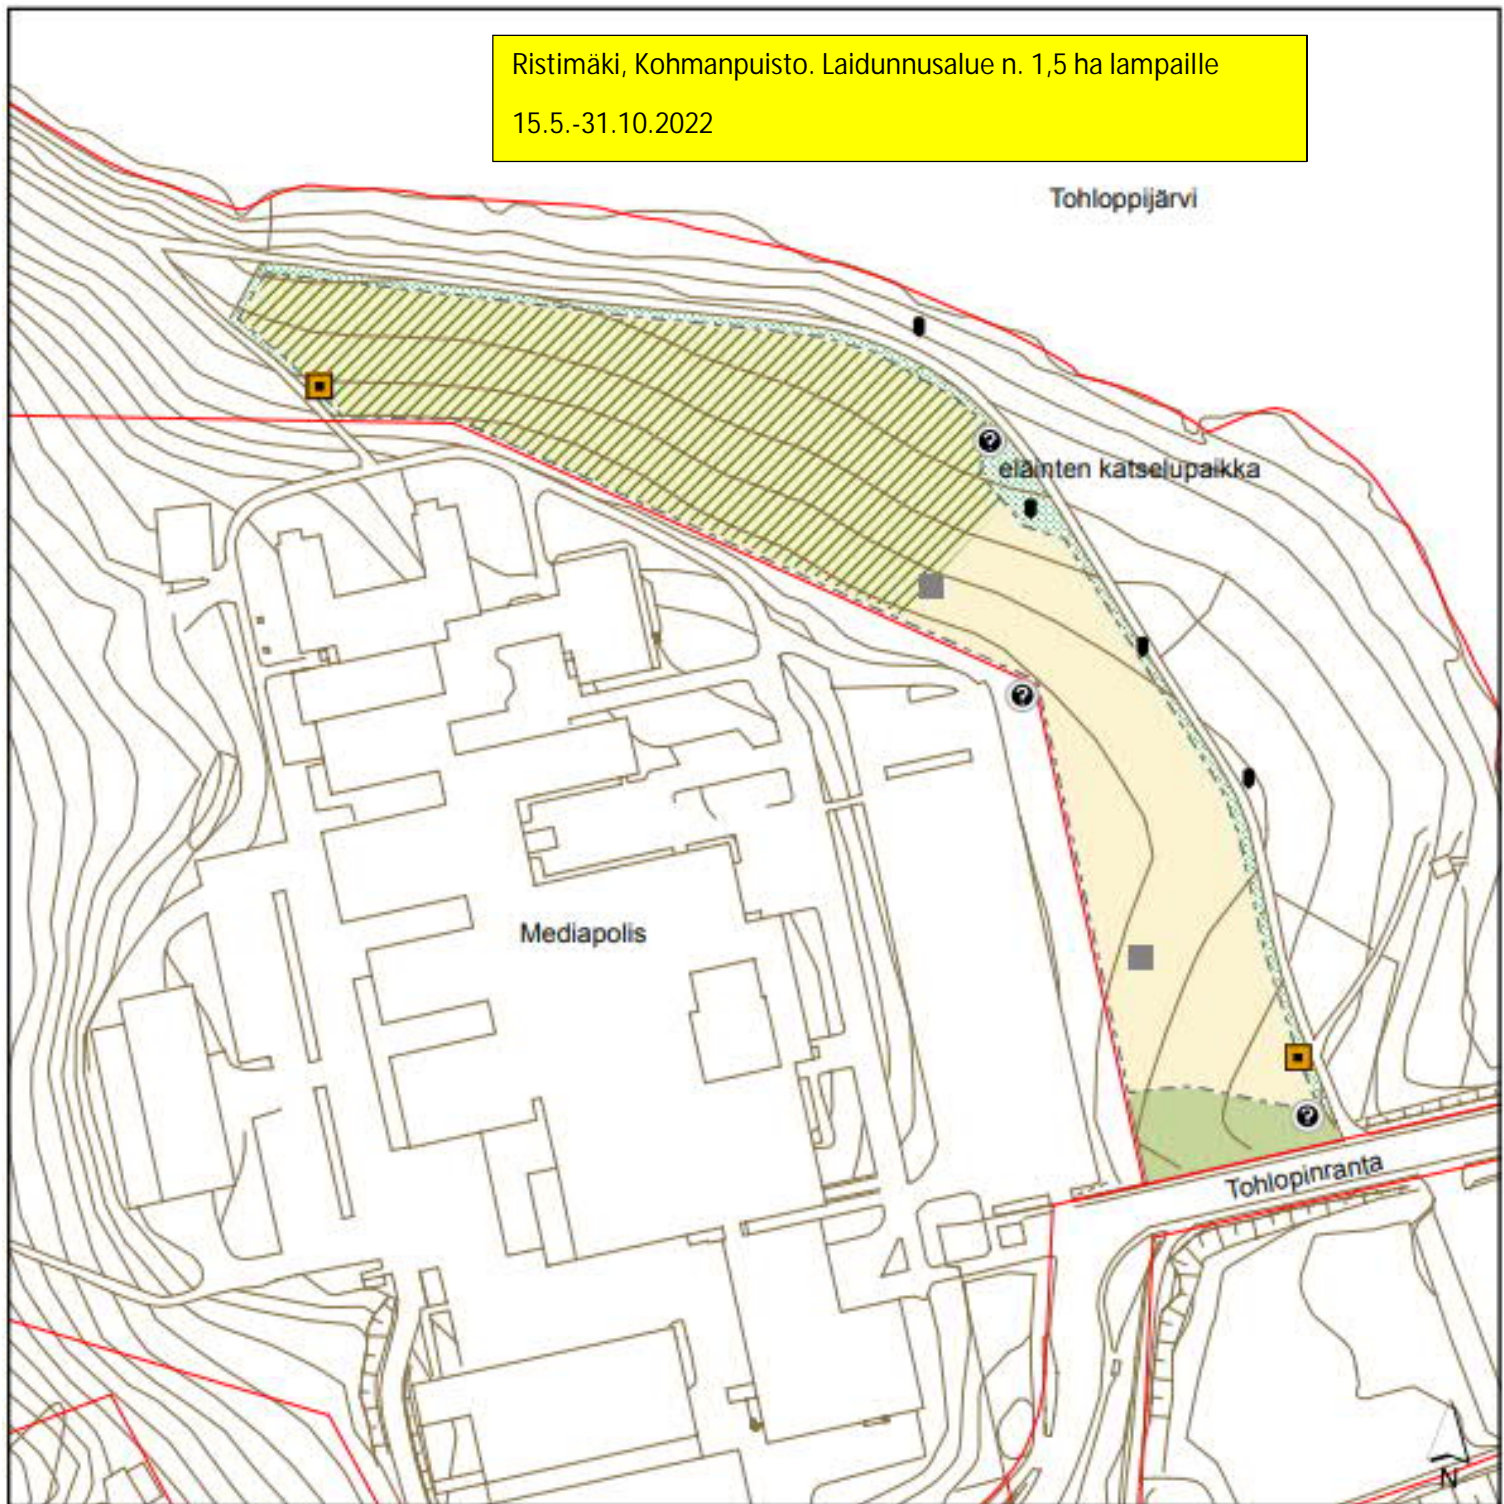 Ristimäki, Kohmanpuisto. Laidunnusalue n. 1,5 ha lampaille
15.5.-31.10.2022
Tohloppijärvi
?
eläinten katselupaikka
?
Mediapolis
?
Tohlopinranta
N